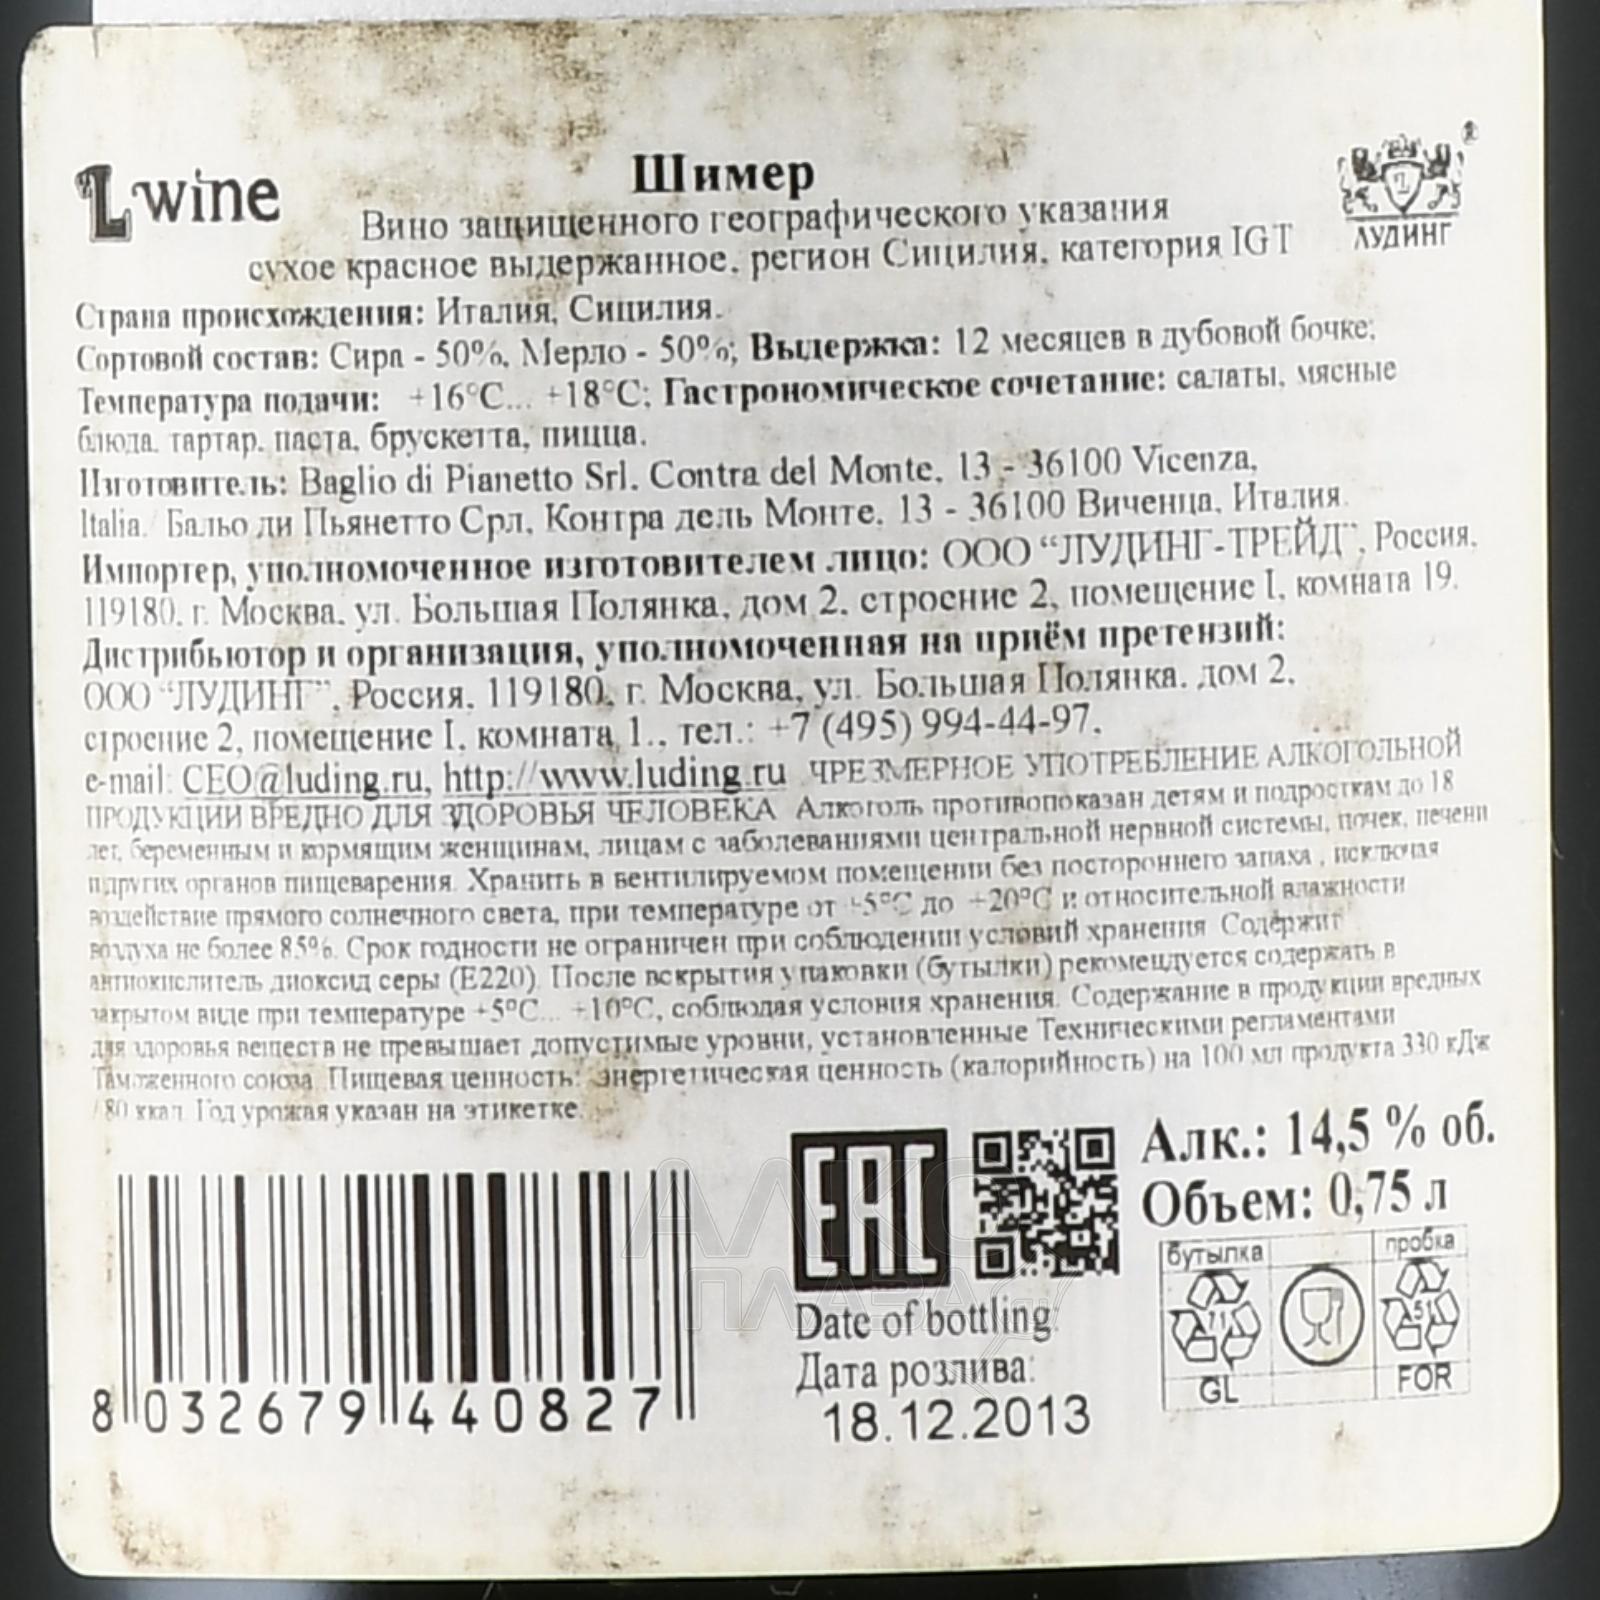 Lwine
Шимер
®
ЛУДИНГ
Вино защищенного географического указания
сухое красное выдержанное, регион Сицилия, категория IGT
Страна происхождения: Италия, Сицилия.
Сортовой состав: Сира - 50%, Мерло - 50%; Выдержка: 12 месяцев в дубовой бочке;
Температура подачи: +16°C... +18°C; Гастрономическое сочетание: салаты, мясные
блюда, тартар, паста, брускетта, пицца.
Изготовитель: Baglio di Pianetto Srl. Contra del Monte, 13 - 36100 Vicenza,
Italia./ Бальо ди Пьянетто Срл, Контра дель Монте, 13 - 36100 Виченца, Италия.
Импортер, уполномоченное изготовителем лицо: ООО “ЛУДИНГ-ТРЕЙД”, Россия,
119180, г. Москва, ул. Большая Полянка, дом 2, строение 2, помещение I, комната 19.
Дистрибьютор и организация, уполномоченная на приём претензий:
ООО “ЛУДИНГ”, Россия, 119180, г. Москва, ул. Большая Полянка, дом 2,
строение 2, помещение I, комната 1., тел.: +7 (495) 994-44-97,
e-mail: CEO@luding.ru, http://www.luding.ru ЧРЕЗМЕРНОЕ УПОТРЕБЛЕНИЕ АЛКОГОЛЬНОЙ
ПРОДУКЦИИ ВРЕДНО ДЛЯ ЗДОРОВЬЯ ЧЕЛОВЕКА Алкоголь противопоказан детям и подросткам до 18
лет, беременным и кормящим женщинам, лицам с заболеваниями центральной нервной системы, почек, печени
и других органов пищеварения. Хранить в вентилируемом помещении без постороннего запаха , исключая
воздействие прямого солнечного света, при температуре от +5°C до +20°C и относительной влажности
воздуха не более 85%. Срок годности не ограничен при соблюдении условий хранения. Содержит
антиокислитель диоксид серы (E220). После вскрытия упаковки (бутылки) рекомендуется содержать в
закрытом виде при температуре +5°C... +10°C, соблюдая условия хранения. Содержание в продукции вредных
для здоровья веществ не превышает допустимые уровни, установленные Техническими регламентами
Таможенного союза. Пищевая ценность: энергетическая ценность (калорийность) на 100 мл продукта 330 кДж
/ 80 ккал. Год урожая указан на этикетке.
Алк.: 14,5 % об.
Объем: 0,75 л
EAC
бутылка
пробка
71
51
GL
FOR
Date of bottling:
Дата розлива:
18.12.2013
8 032679 440827
АЛКО
ПЛАЗА